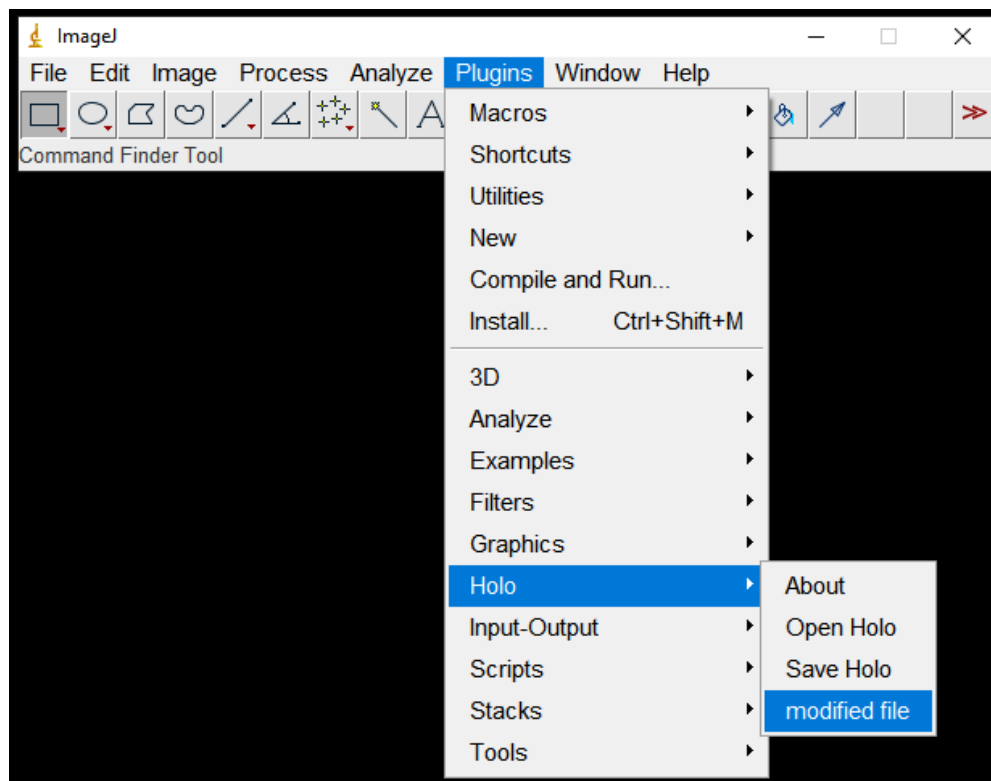 ImageJ
File Edit Image Process Analyze Plugins Window Help
A
Command Finder Tool
Macros
Shortcuts
Utilities
New
Compile and Run...
Install... Ctrl+Shift+M
3D
Analyze
Examples
Filters
Graphics
Holo
Input-Output
Scripts
Stacks
Tools
About
Open Holo
Save Holo
modified file